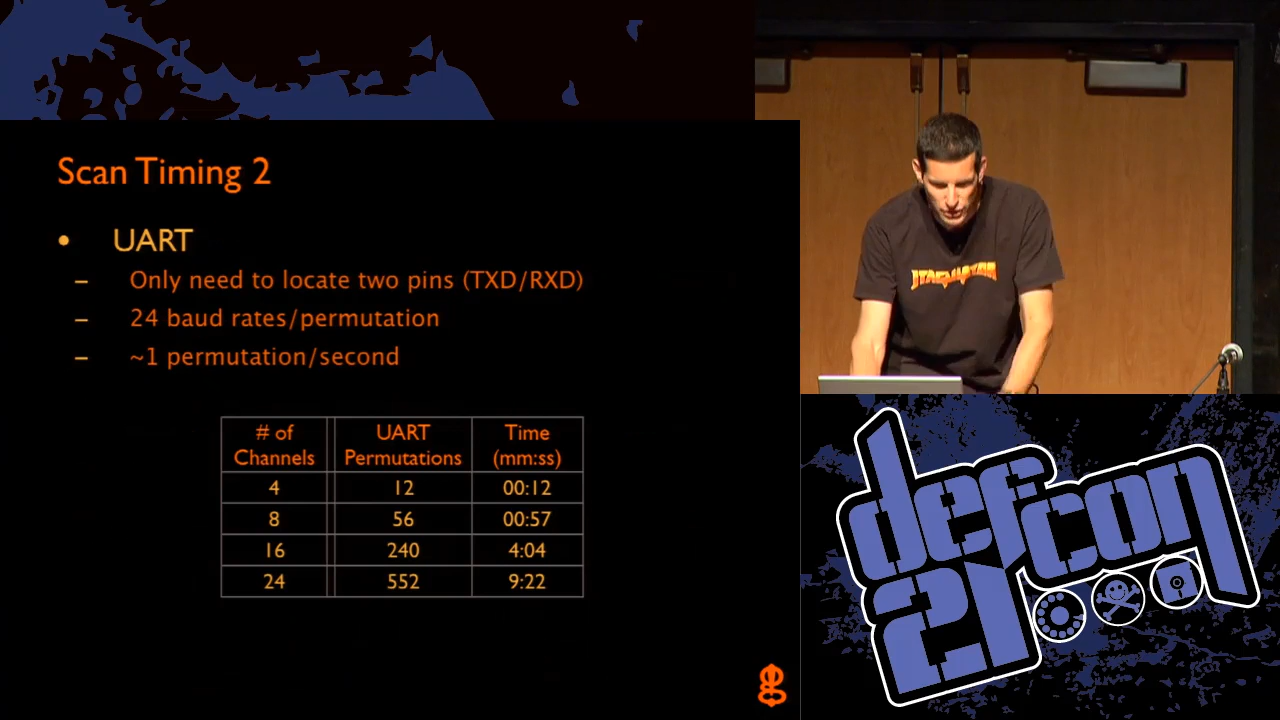 Scan Timing 2
• UART
– Only need to locate two pins (TXD/RXD)
– 24 baud rates/permutation
– ~1 permutation/second
# of Channels UART Permutations Time (mm:ss)
4 12 00:12
8 56 00:57
16 240 4:04
24 552 9:22
defcon
21